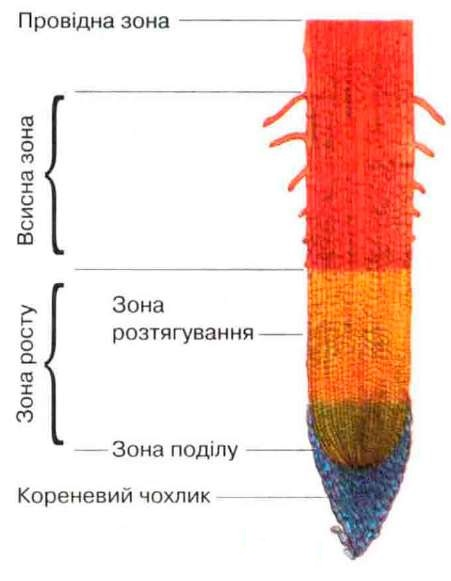 Провідна зона
Всисна зона
Зона росту
Зона
розтягування
Зона поділу
Кореневий чохлик